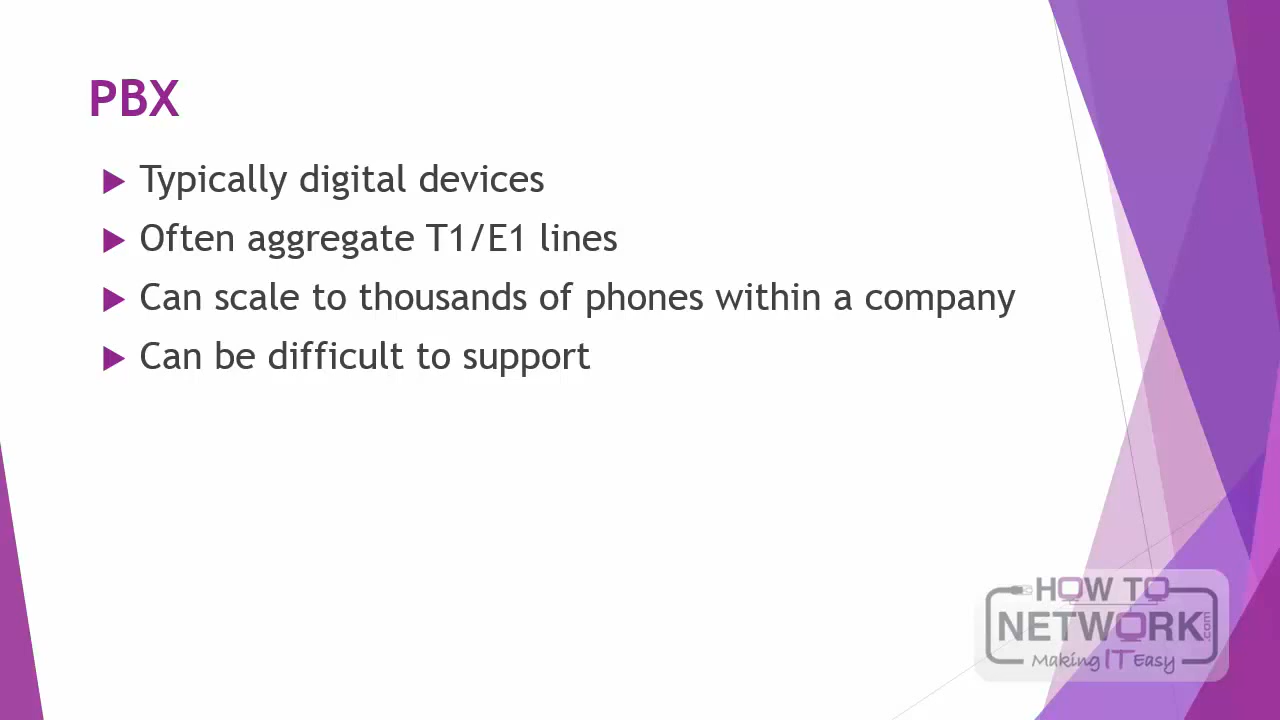 PBX
Typically digital devices
Often aggregate T1/E1 lines
Can scale to thousands of phones within a company
Can be difficult to support
HOW TO
NETWORK.com
Making IT Easy